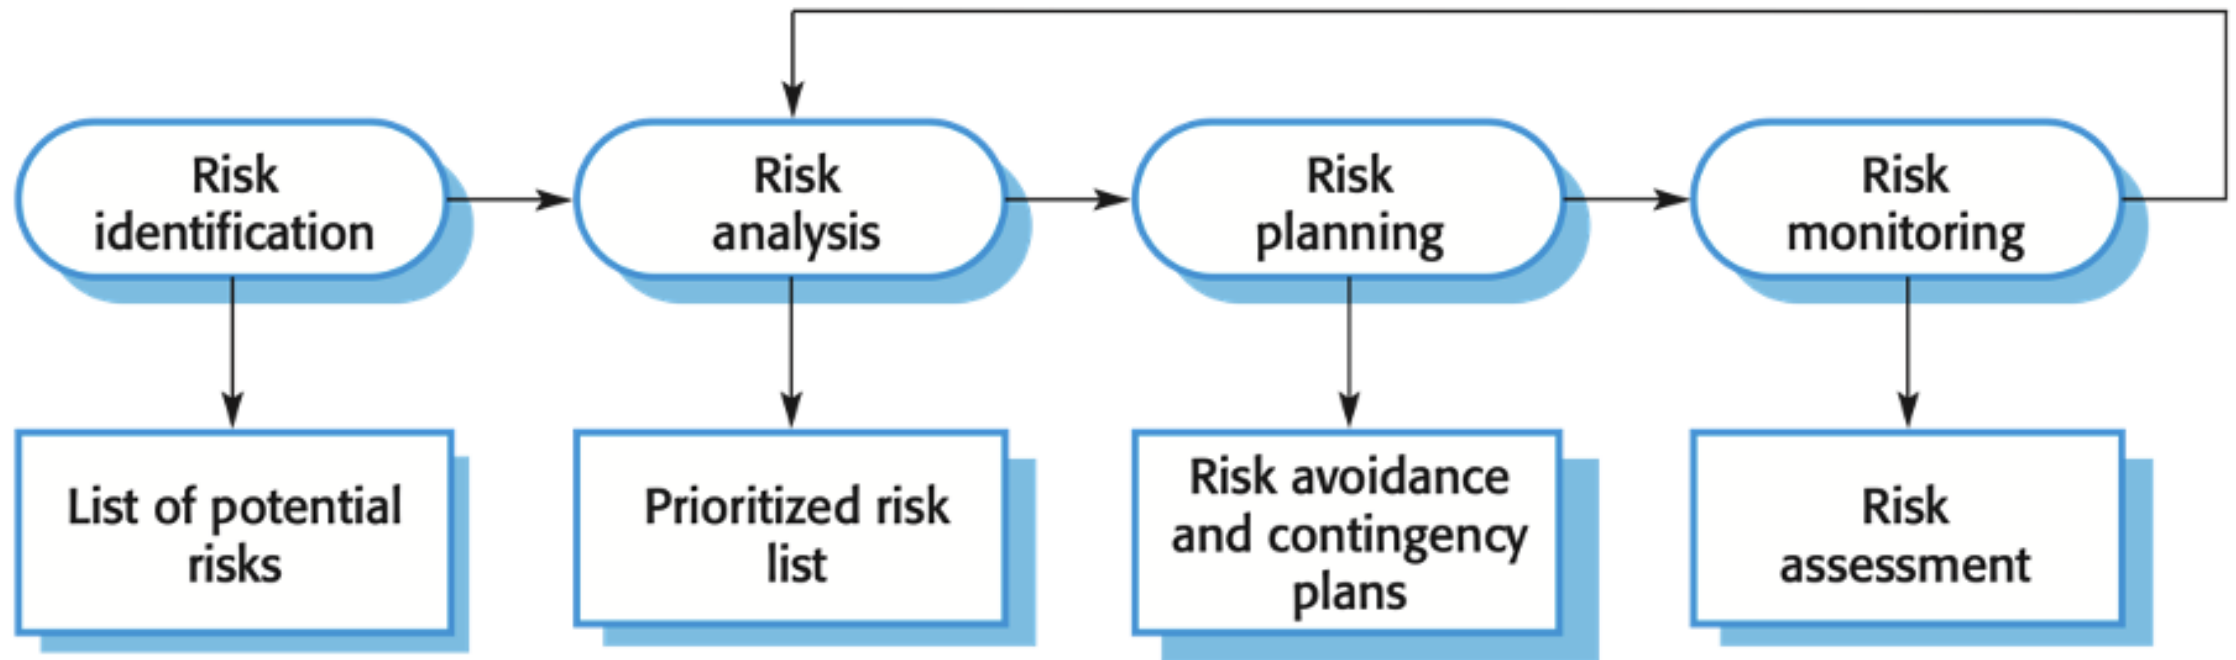 Risk
identification
Risk
analysis
Risk
planning
Risk
monitoring
List of potential
risks
Prioritized risk
list
Risk avoidance
and contingency
plans
Risk
assessment